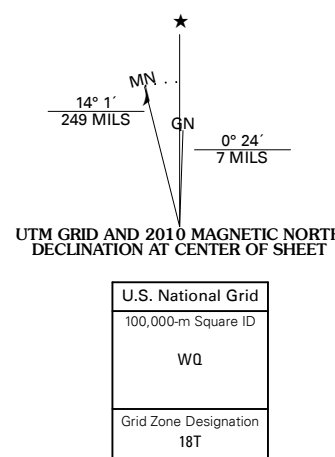 ★
MN
GN
14° 1´
249 MILS
0° 24´
7 MILS
UTM GRID AND 2010 MAGNETIC NORTH
DECLINATION AT CENTER OF SHEET
U.S. National Grid
100,000-m Square ID
WQ
Grid Zone Designation
18T